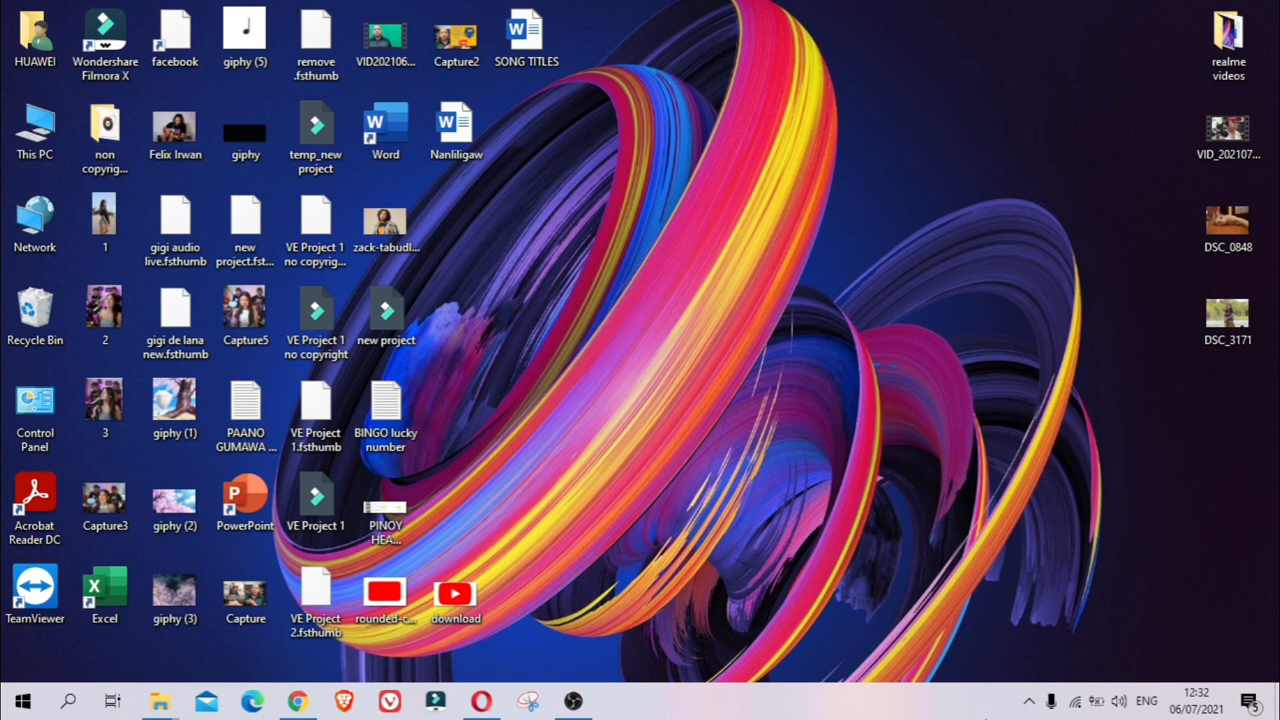 HUAWEI
Wondershare
Filmora X
facebook
giphy (5)
remove
.fsthumb
VID202106...
Capture2
SONG TITLES
realme
videos
This PC
non
copyrig...
Felix Irwan
giphy
temp_new
project
Word
Nanliligaw
VID_202107...
Network
1
gigi audio
live.fsthumb
new
project.fst...
VE Project 1
no copyrig...
zack-tabudl...
DSC_0848
Recycle Bin
2
gigi de lana
new.fsthumb
Capture5
VE Project 1
no copyright
new project
DSC_3171
Control
Panel
3
giphy (1)
PAANO
GUMAWA ...
VE Project
1.fsthumb
BINGO lucky
number
Acrobat
Reader DC
Capture3
giphy (2)
PowerPoint
VE Project 1
PINOY
HEA...
TeamViewer
Excel
giphy (3)
Capture
VE Project
2.fsthumb
rounded-c...
download
ENG
12:32
06/07/2021
5